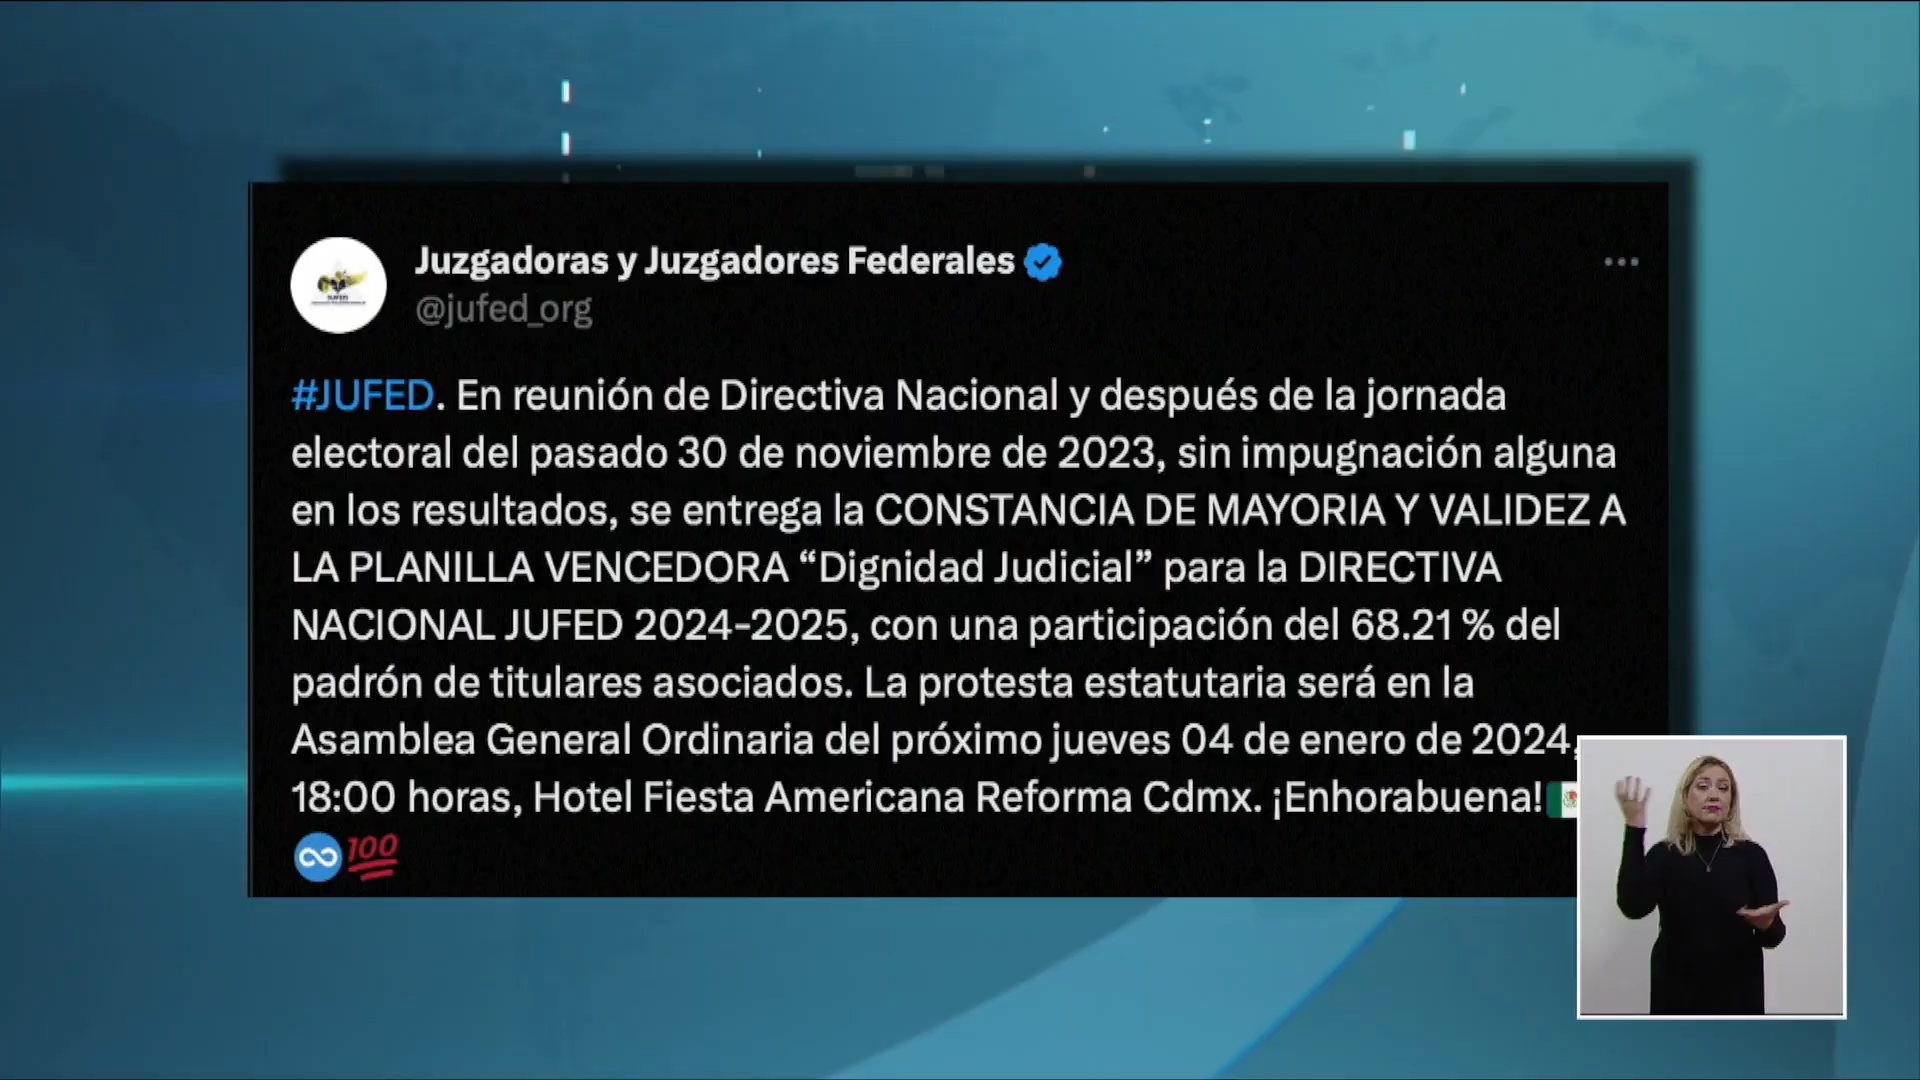 Juzgadoras y Juzgadores Federales
@jufed_org
#JUFED. En reunión de Directiva Nacional y después de la jornada
electoral del pasado 30 de noviembre de 2023, sin impugnación alguna
en los resultados, se entrega la CONSTANCIA DE MAYORIA Y VALIDEZ A
LA PLANILLA VENCEDORA “Dignidad Judicial” para la DIRECTIVA
NACIONAL JUFED 2024-2025, con una participación del 68.21 % del
padrón de titulares asociados. La protesta estatutaria será en la
Asamblea General Ordinaria del próximo jueves 04 de enero de 2024,
18:00 horas, Hotel Fiesta Americana Reforma Cdmx. ¡Enhorabuena!
100